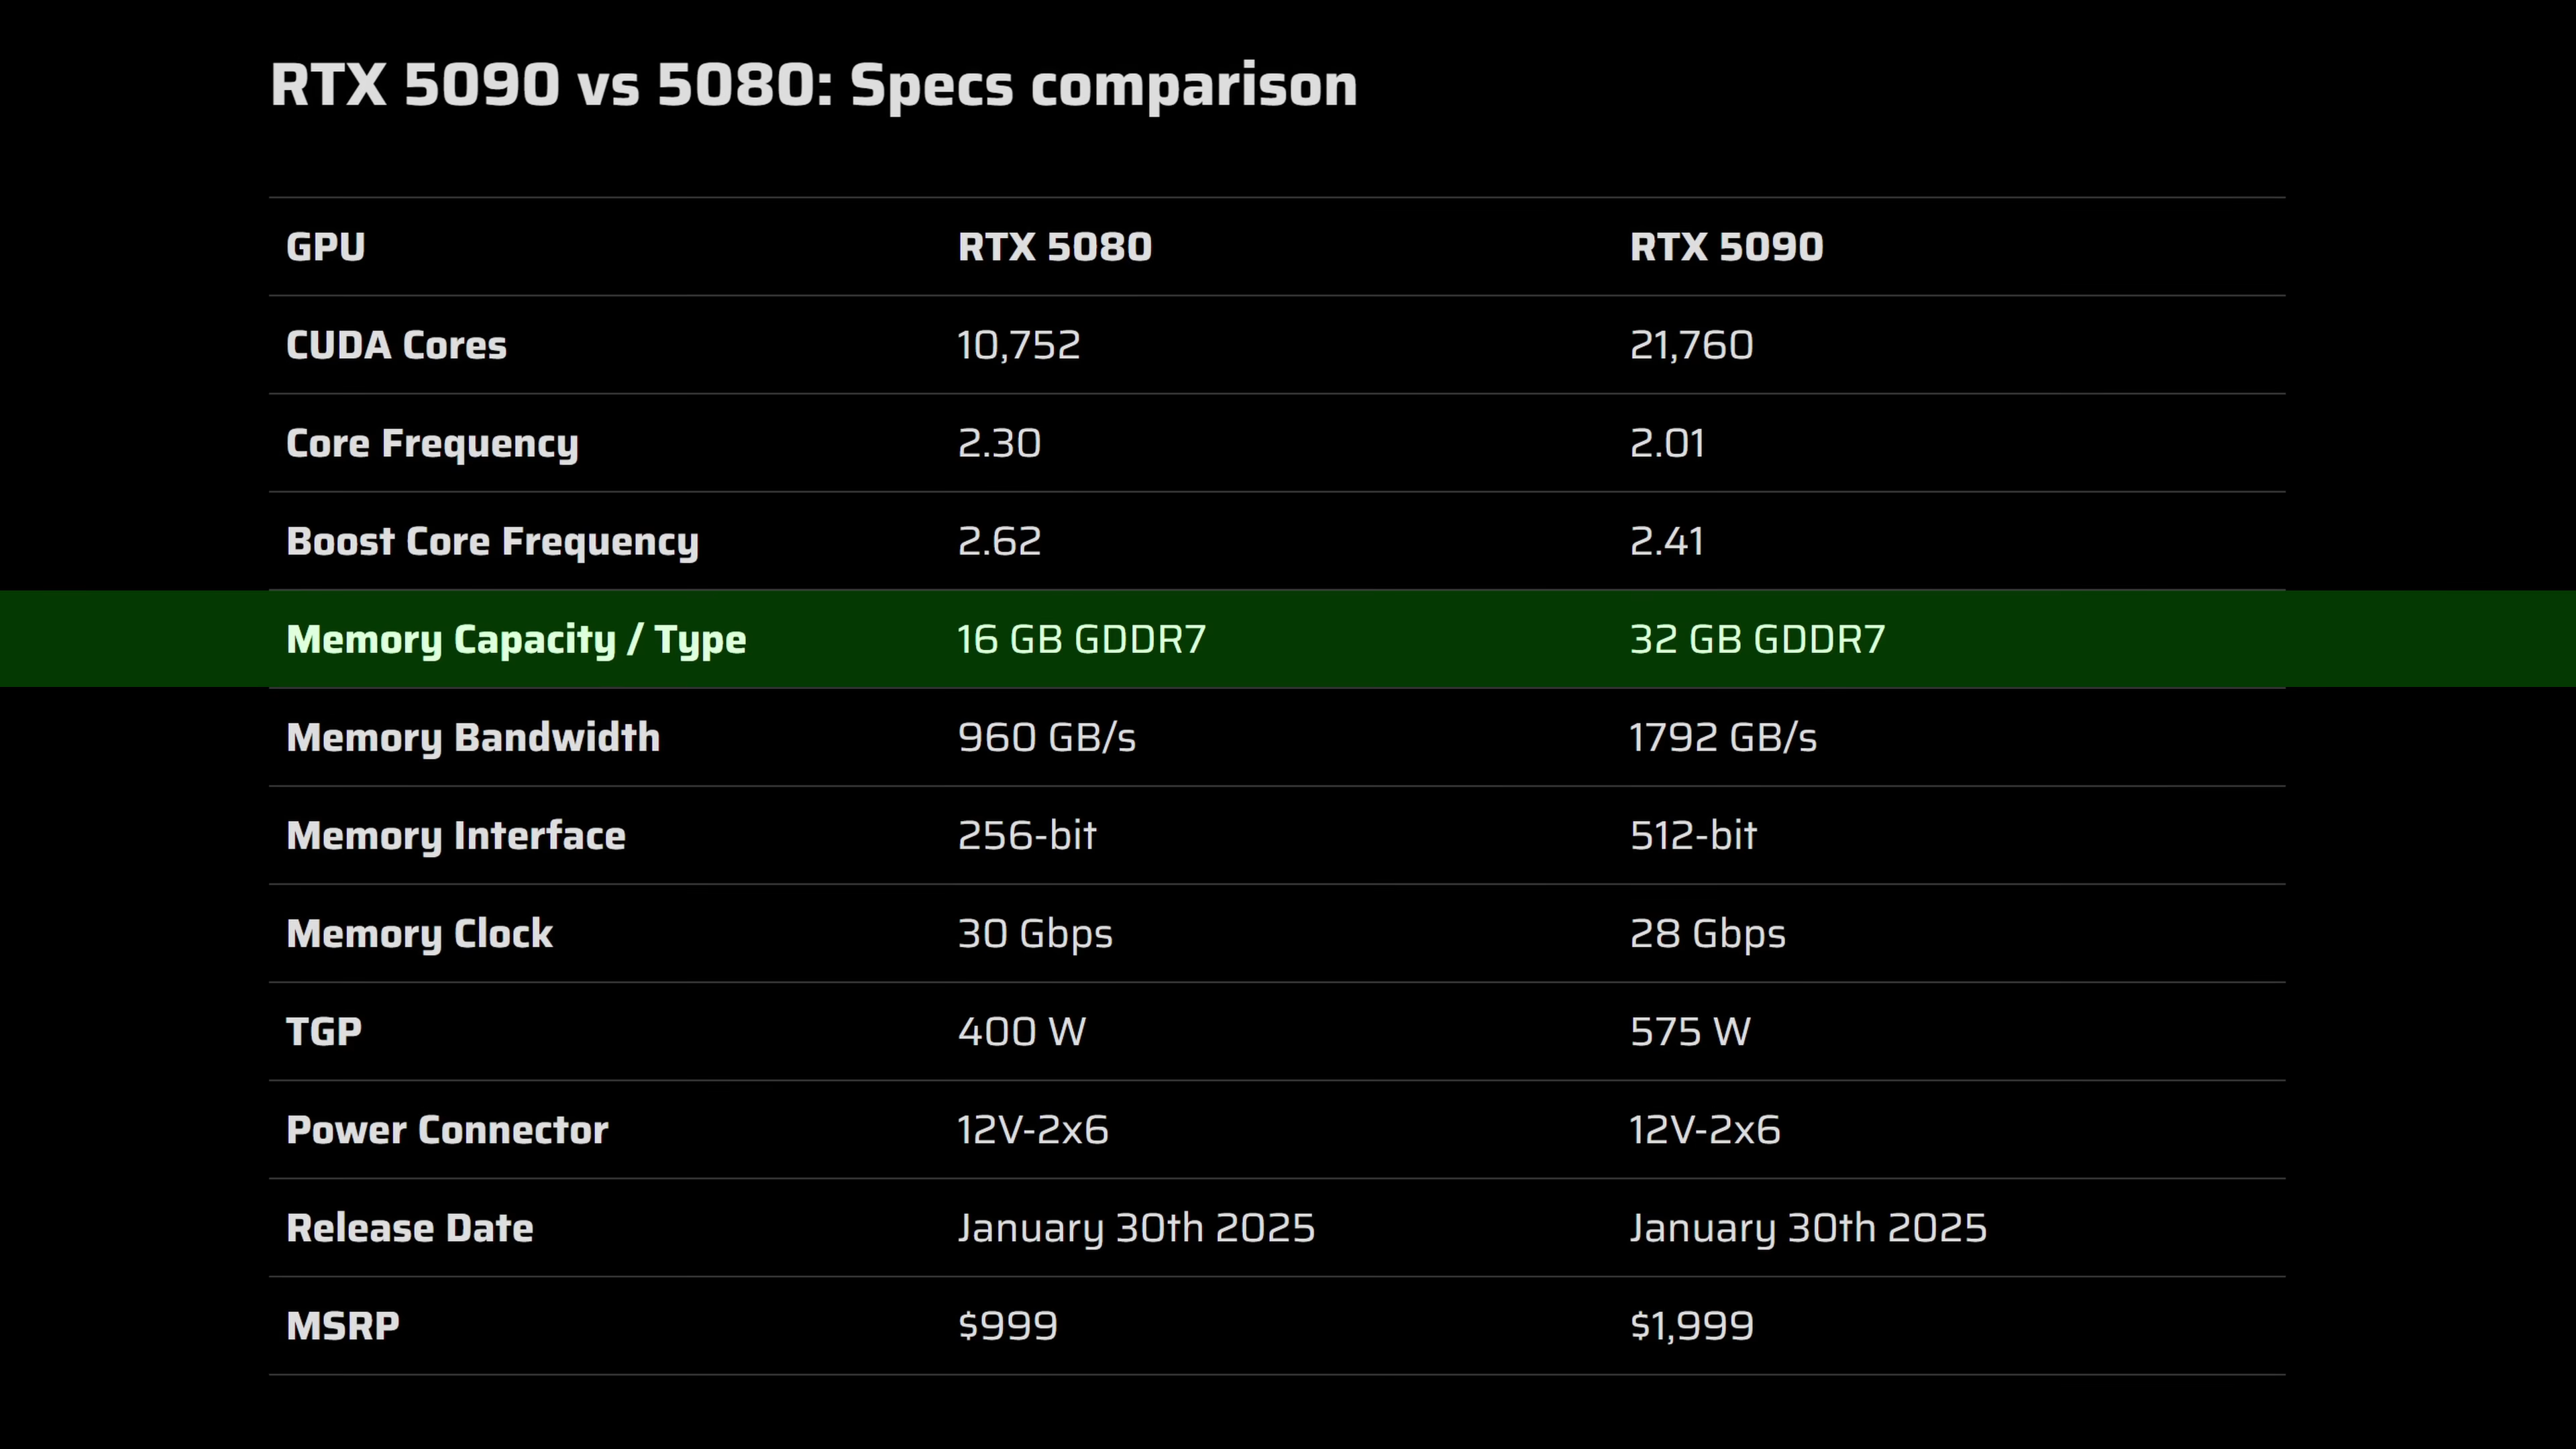 RTX 5090 vs 5080: Specs comparison
GPU RTX 5080 RTX 5090
CUDA Cores 10,752 21,760
Core Frequency 2.30 2.01
Boost Core Frequency 2.62 2.41
Memory Capacity / Type 16 GB GDDR7 32 GB GDDR7
Memory Bandwidth 960 GB/s 1792 GB/s
Memory Interface 256-bit 512-bit
Memory Clock 30 Gbps 28 Gbps
TGP 400 W 575 W
Power Connector 12V-2x6 12V-2x6
Release Date January 30th 2025 January 30th 2025
MSRP $999 $1,999